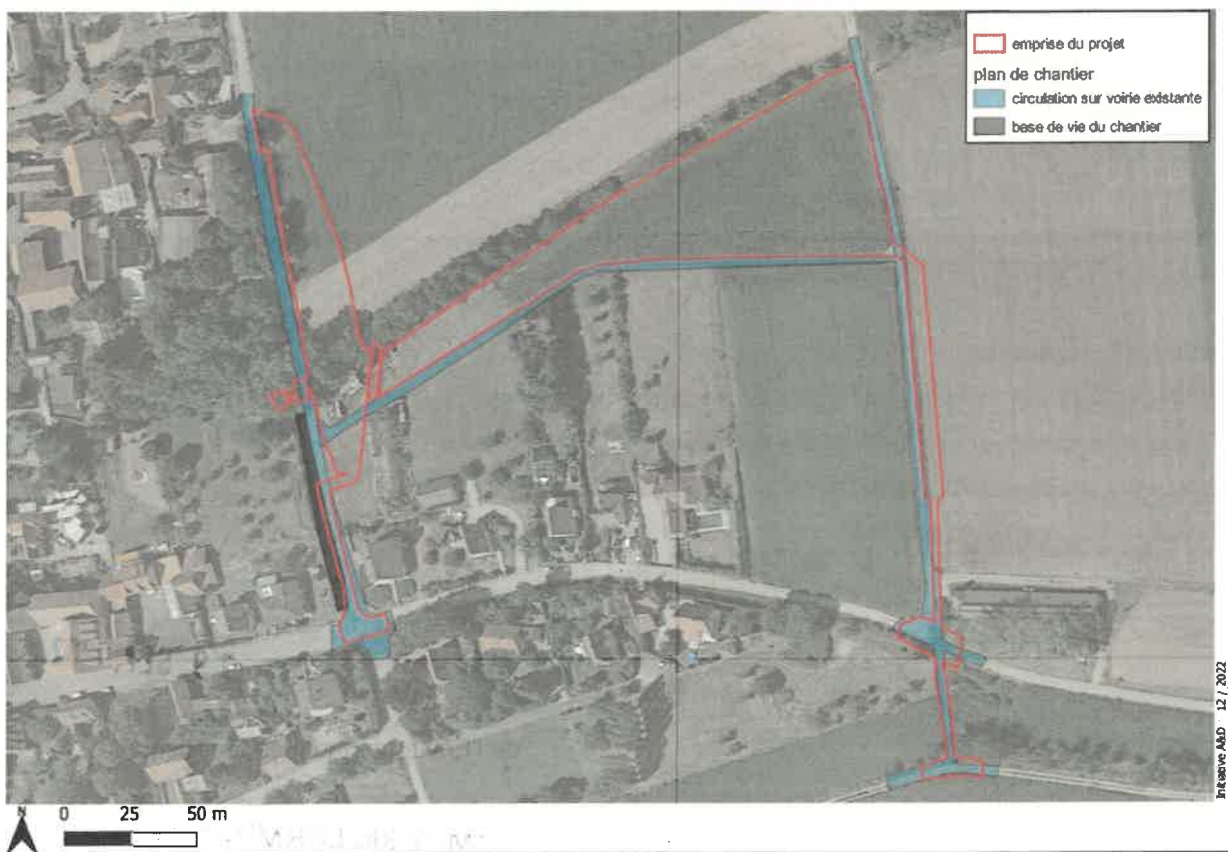 emprise du projet
plan de chantier
circulation sur voirie existante
base de vie du chantier
Initiative A&D - 12 / 2022
N
0 25 50 m